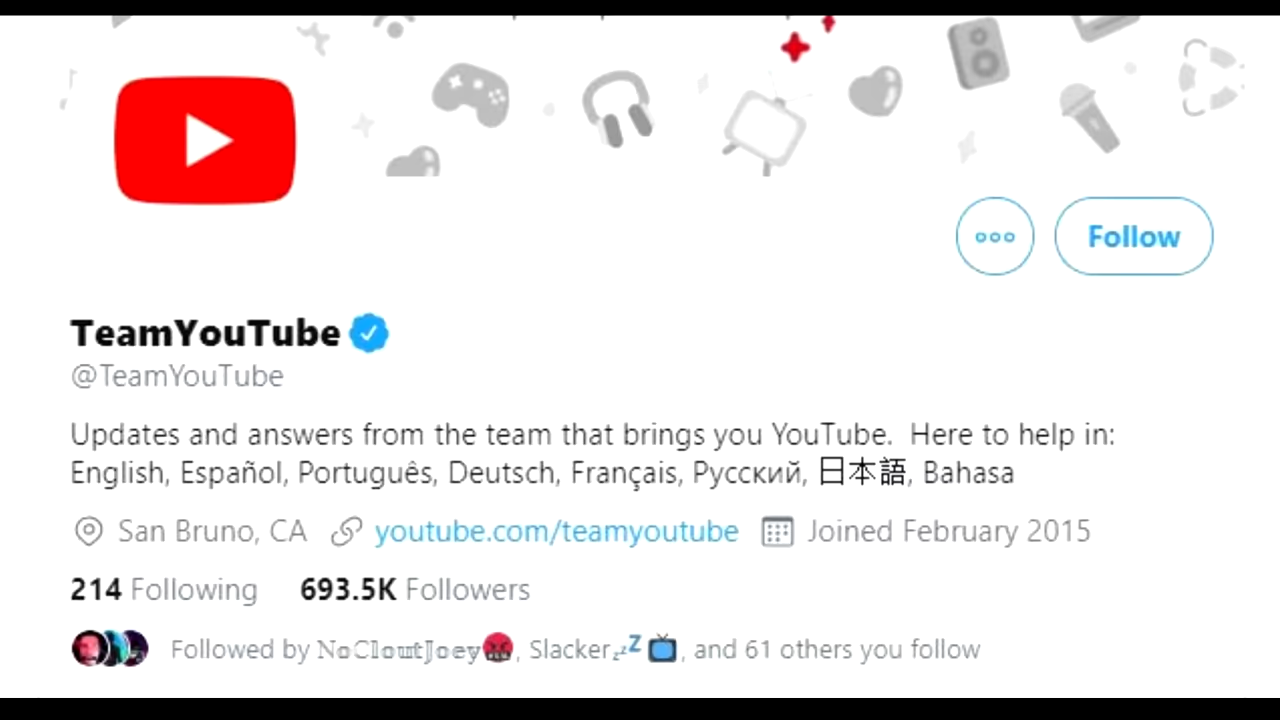 Follow
TeamYouTube
@TeamYouTube
Updates and answers from the team that brings you YouTube. Here to help in:
English, Español, Português, Deutsch, Français, Русский, 日本語, Bahasa
San Bruno, CA youtube.com/teamyoutube Joined February 2015
214 Following 693.5K Followers
Followed by ℕ𝕠ℂ𝕝𝕠𝕦𝕥𝕁𝕠𝕖𝕪😡, Slacker💤📺, and 61 others you follow